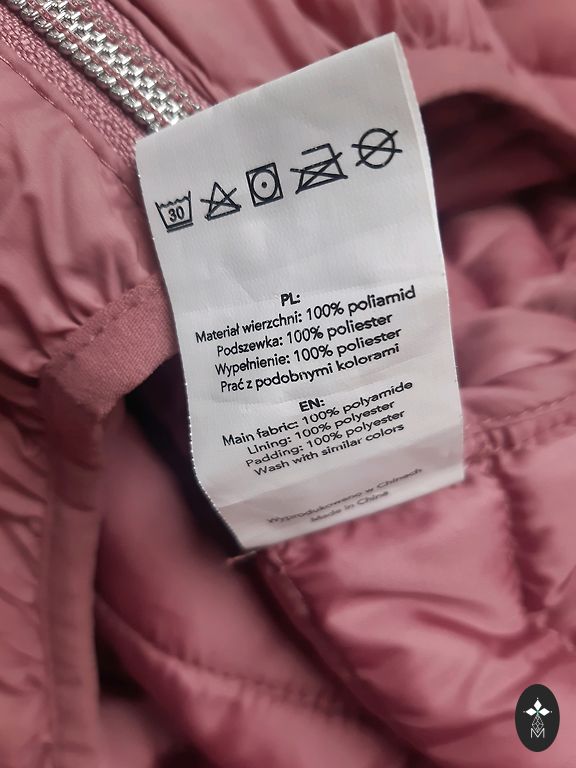 30
PL:
Materiał wierzchni: 100% poliamid
Podszewka: 100% poliester
Wypełnienie: 100% poliester
Prać z podobnymi kolorami
EN:
Main fabric: 100% polyamide
Lining: 100% polyester
Padding: 100% polyester
Wash with similar colors
Wyprodukowano w Chinach
Made in China
M